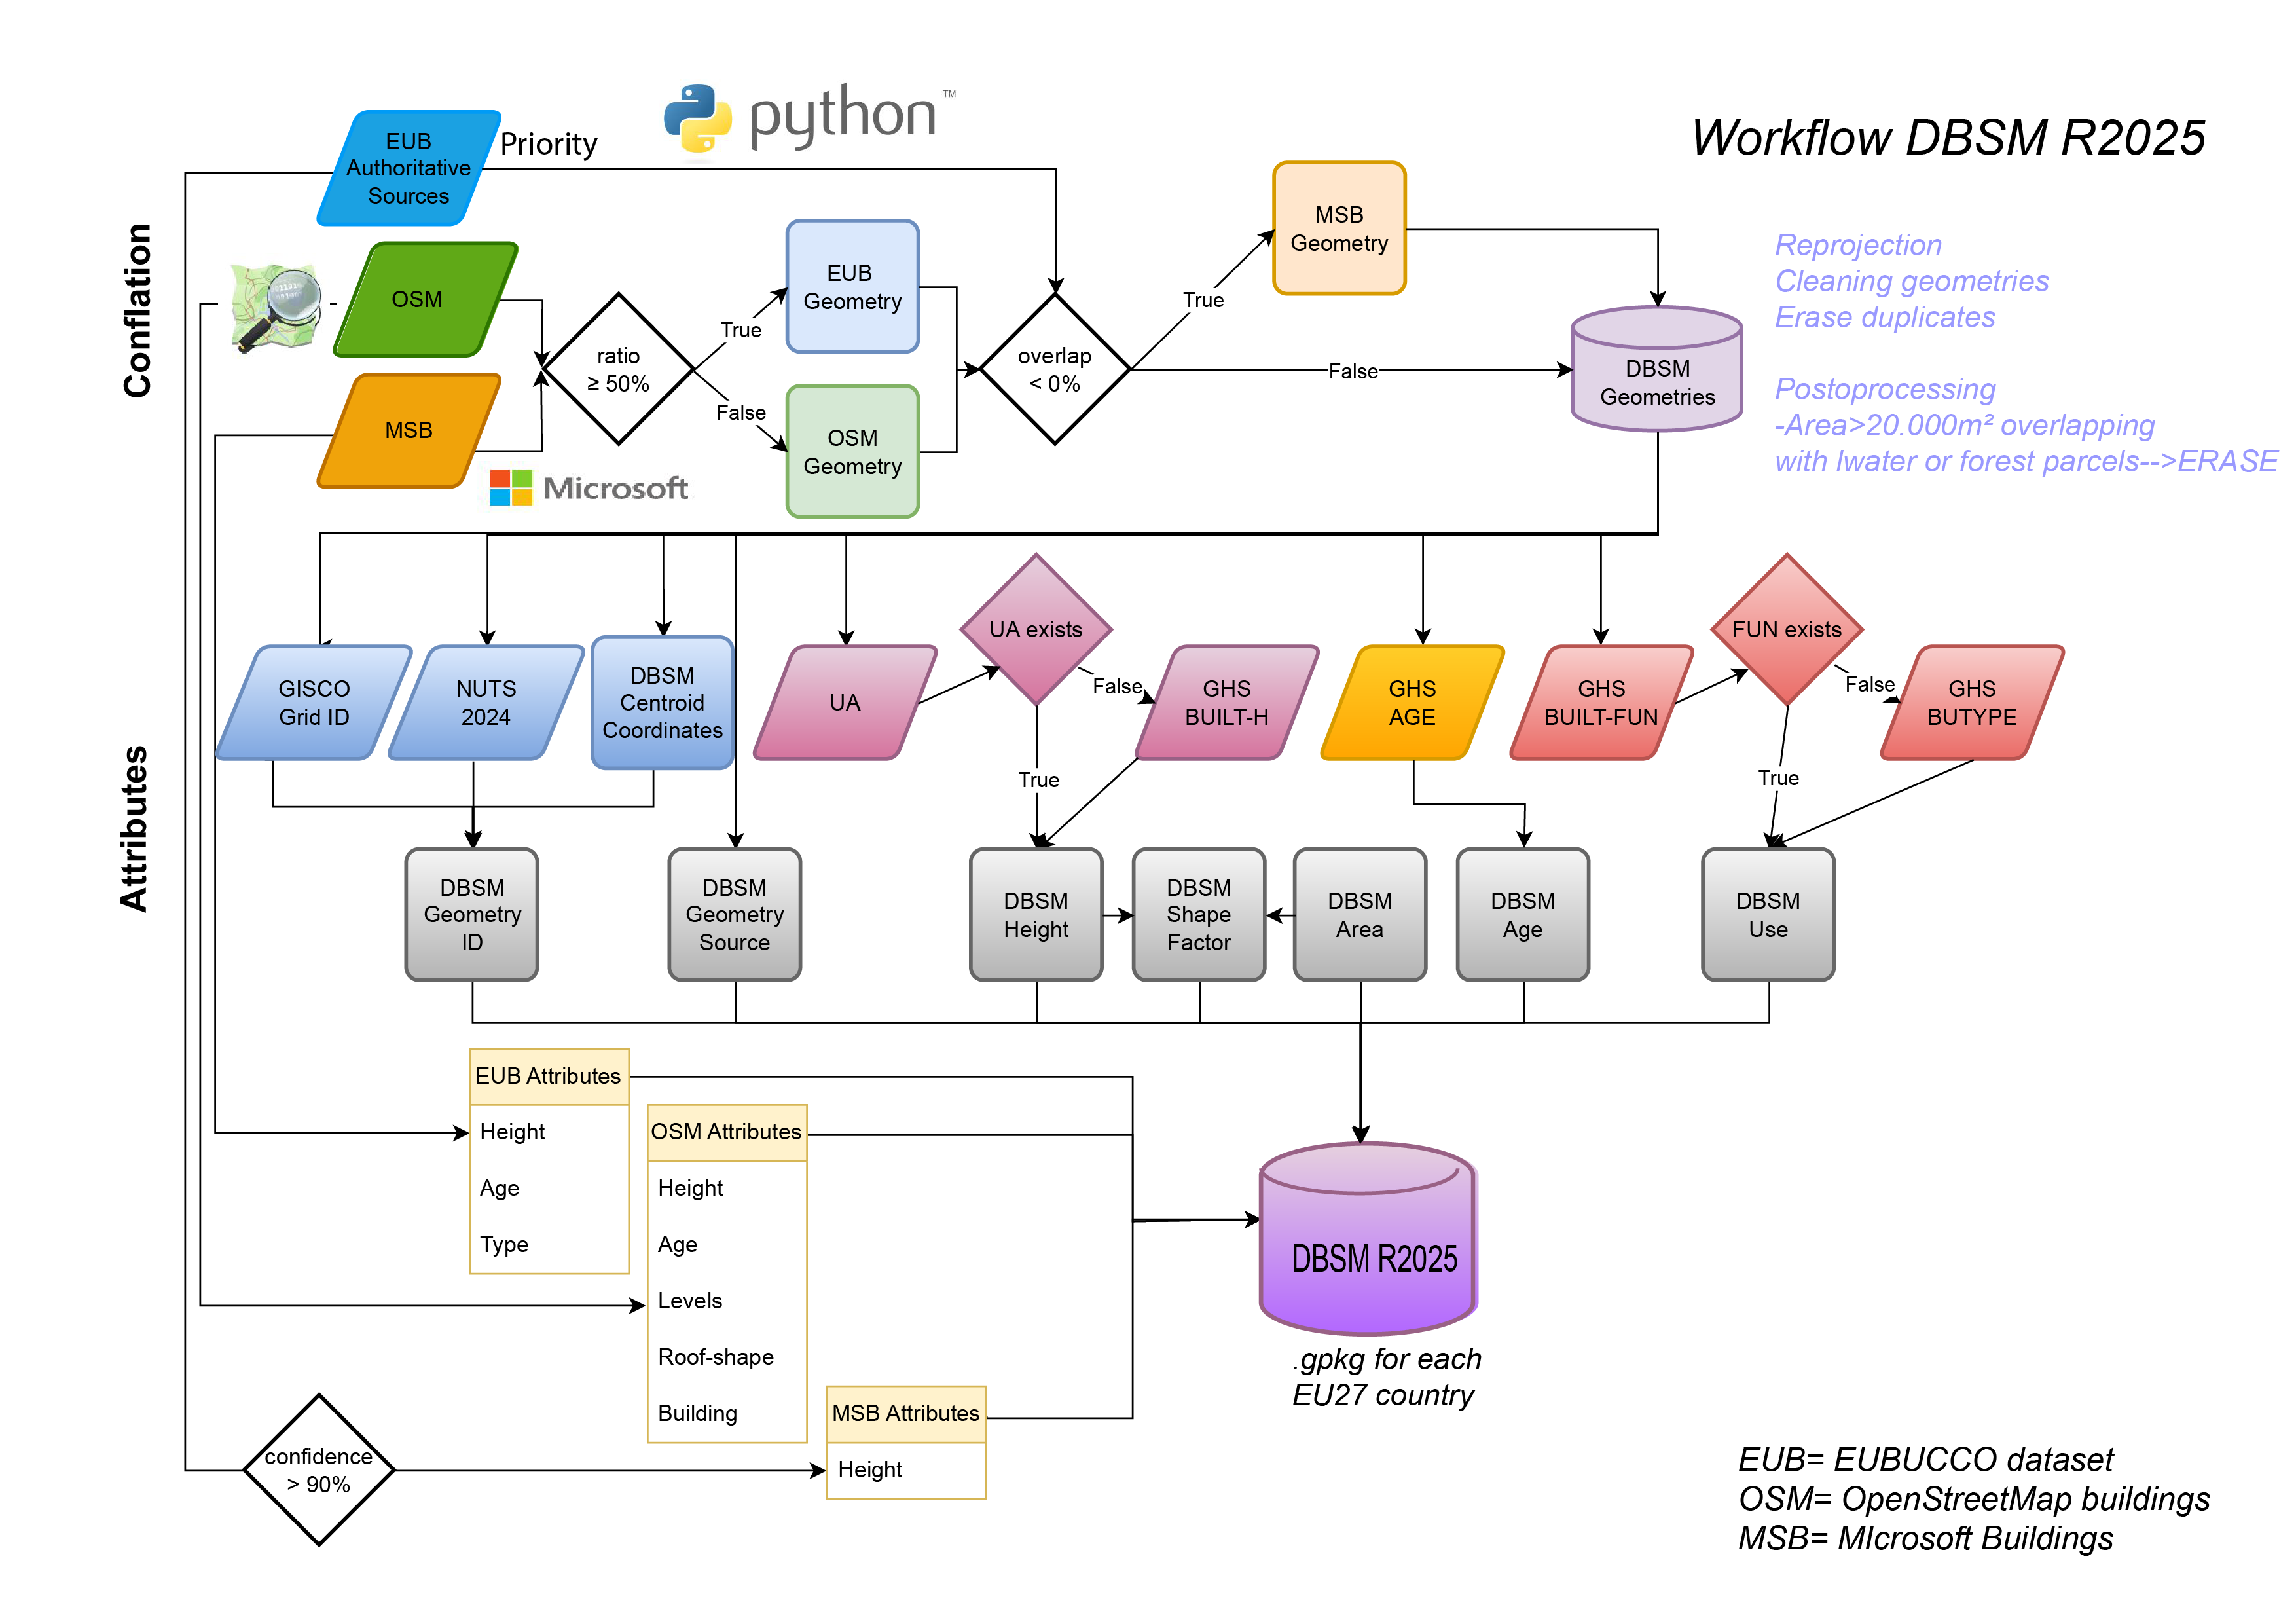 Workflow DBSM R2025
python
TM
Priority
EUB
Authoritative
Sources
Conflation
OSM
MSB
Microsoft
011010
01100
ratio
≥ 50%
True
False
EUB
Geometry
OSM
Geometry
overlap
< 0%
True
False
MSB
Geometry
DBSM
Geometries
Reprojection
Cleaning geometries
Erase duplicates
Postoprocessing
-Area>20.000m² overlapping
with lwater or forest parcels-->ERASE
Attributes
GISCO
Grid ID
NUTS
2024
DBSM
Centroid
Coordinates
UA
UA exists
False
True
GHS
BUILT-H
GHS
AGE
GHS
BUILT-FUN
FUN exists
False
True
GHS
BUTYPE
DBSM
Geometry
ID
DBSM
Geometry
Source
DBSM
Height
DBSM
Shape
Factor
DBSM
Area
DBSM
Age
DBSM
Use
EUB Attributes
Height
Age
Type
OSM Attributes
Height
Age
Levels
Roof-shape
Building
MSB Attributes
Height
confidence
> 90%
DBSM R2025
.gpkg for each
EU27 country
EUB= EUBUCCO dataset
OSM= OpenStreetMap buildings
MSB= MIcrosoft Buildings